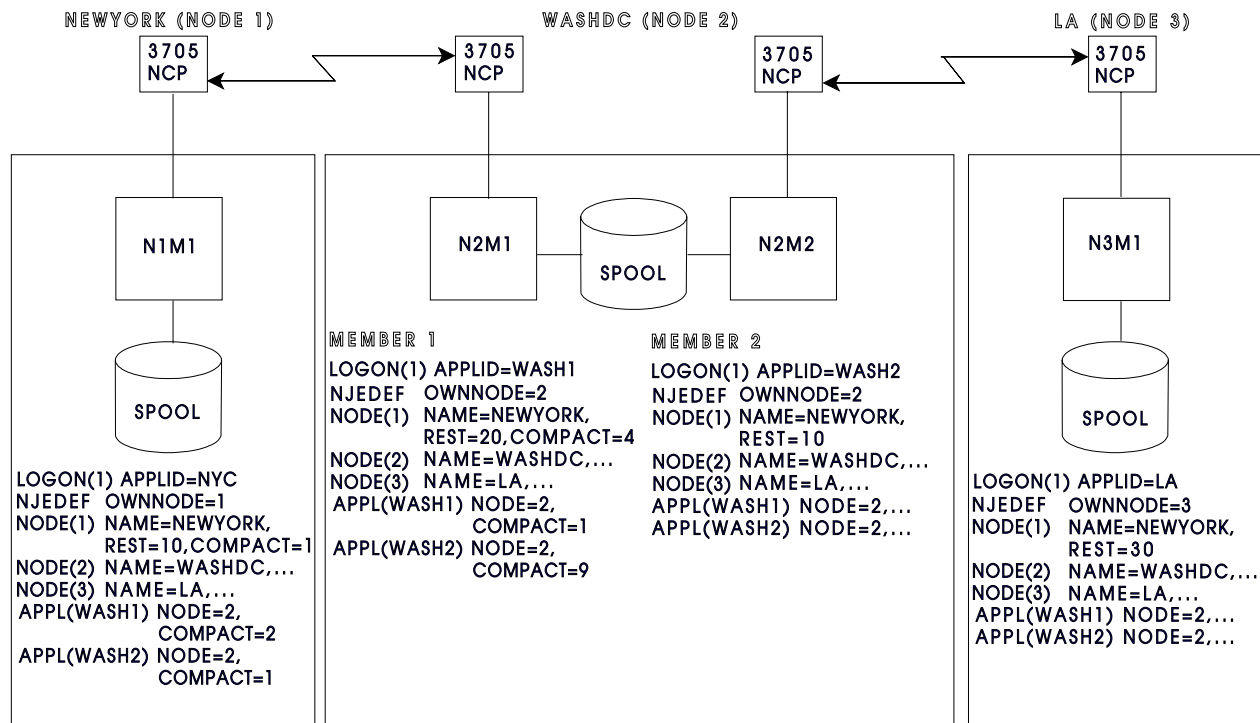 NEWYORK (NODE 1)
WASHDC (NODE 2)
LA (NODE 3)
3705
NCP
3705
NCP
3705
NCP
3705
NCP
N1M1
SPOOL
LOGON(1) APPLID=NYC
NJEDEF OWNNODE=1
NODE(1) NAME=NEWYORK,
REST=10,COMPACT=1
NODE(2) NAME=WASHDC,...
NODE(3) NAME=LA,...
APPL(WASH1) NODE=2,
COMPACT=2
APPL(WASH2) NODE=2,
COMPACT=1
N2M1
SPOOL
N2M2
MEMBER 1
LOGON(1) APPLID=WASH1
NJEDEF OWNNODE=2
NODE(1) NAME=NEWYORK,
REST=20,COMPACT=4
NODE(2) NAME=WASHDC,...
NODE(3) NAME=LA,...
APPL(WASH1) NODE=2,
COMPACT=1
APPL(WASH2) NODE=2,
COMPACT=9
MEMBER 2
LOGON(1) APPLID=WASH2
NJEDEF OWNNODE=2
NODE(1) NAME=NEWYORK,
REST=10
NODE(2) NAME=WASHDC,...
NODE(3) NAME=LA,...
APPL(WASH1) NODE=2,...
APPL(WASH2) NODE=2,...
N3M1
SPOOL
LOGON(1) APPLID=LA
NJEDEF OWNNODE=3
NODE(1) NAME=NEWYORK,
REST=30
NODE(2) NAME=WASHDC,...
NODE(3) NAME=LA,...
APPL(WASH1) NODE=2,...
APPL(WASH2) NODE=2,...